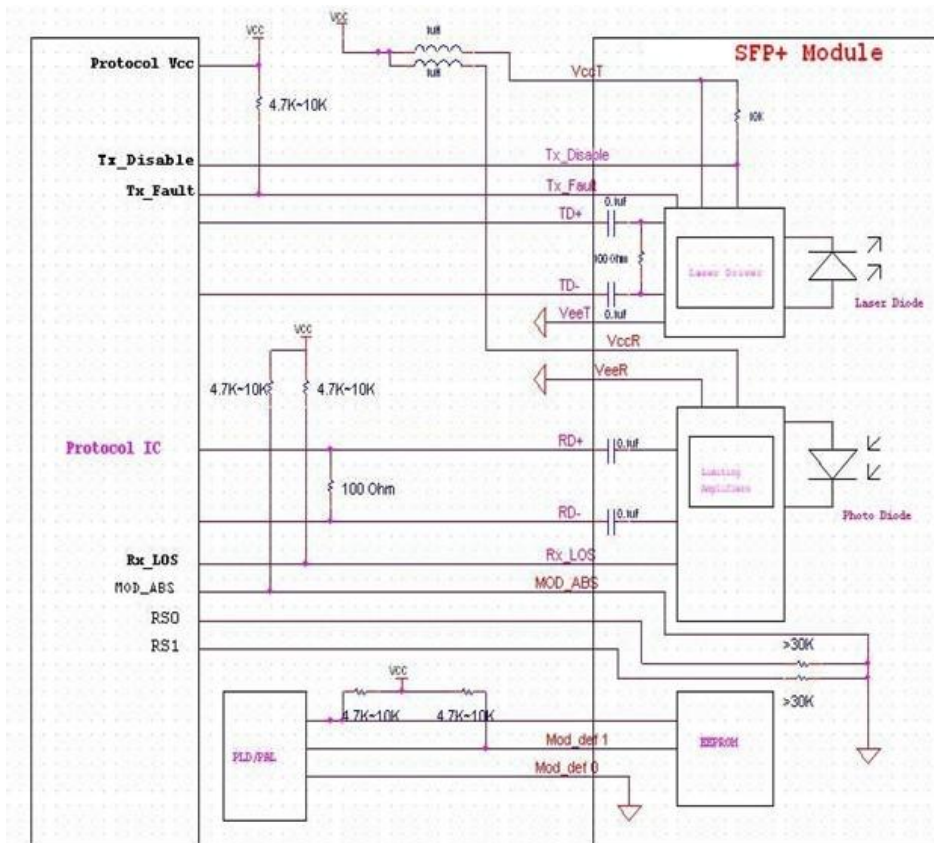 VCC
VCC
1uH
SFP+ Module
Protocol Vcc
1uH
VccT
4.7K~10K
10K
Tx_Disable
Tx_Disable
Tx_Fault
Tx_Fault
0.1uf
TD+
100 Ohm
Laser Driver
TD-
Laser Diode
VeeT
0.1uf
VCC
VccR
VeeR
4.7K~10K
4.7K~10K
Protocol IC
RD+
0.1uf
Limiting
Amplifiers
100 Ohm
RD-
0.1uf
Photo Diode
Rx_LOS
Rx_LOS
MOD_ABS
MOD_ABS
RS0
RS1
>30K
VCC
>30K
4.7K~10K
4.7K~10K
Mod_def 1
EEPROM
PLD/PAL
Mod_def 0